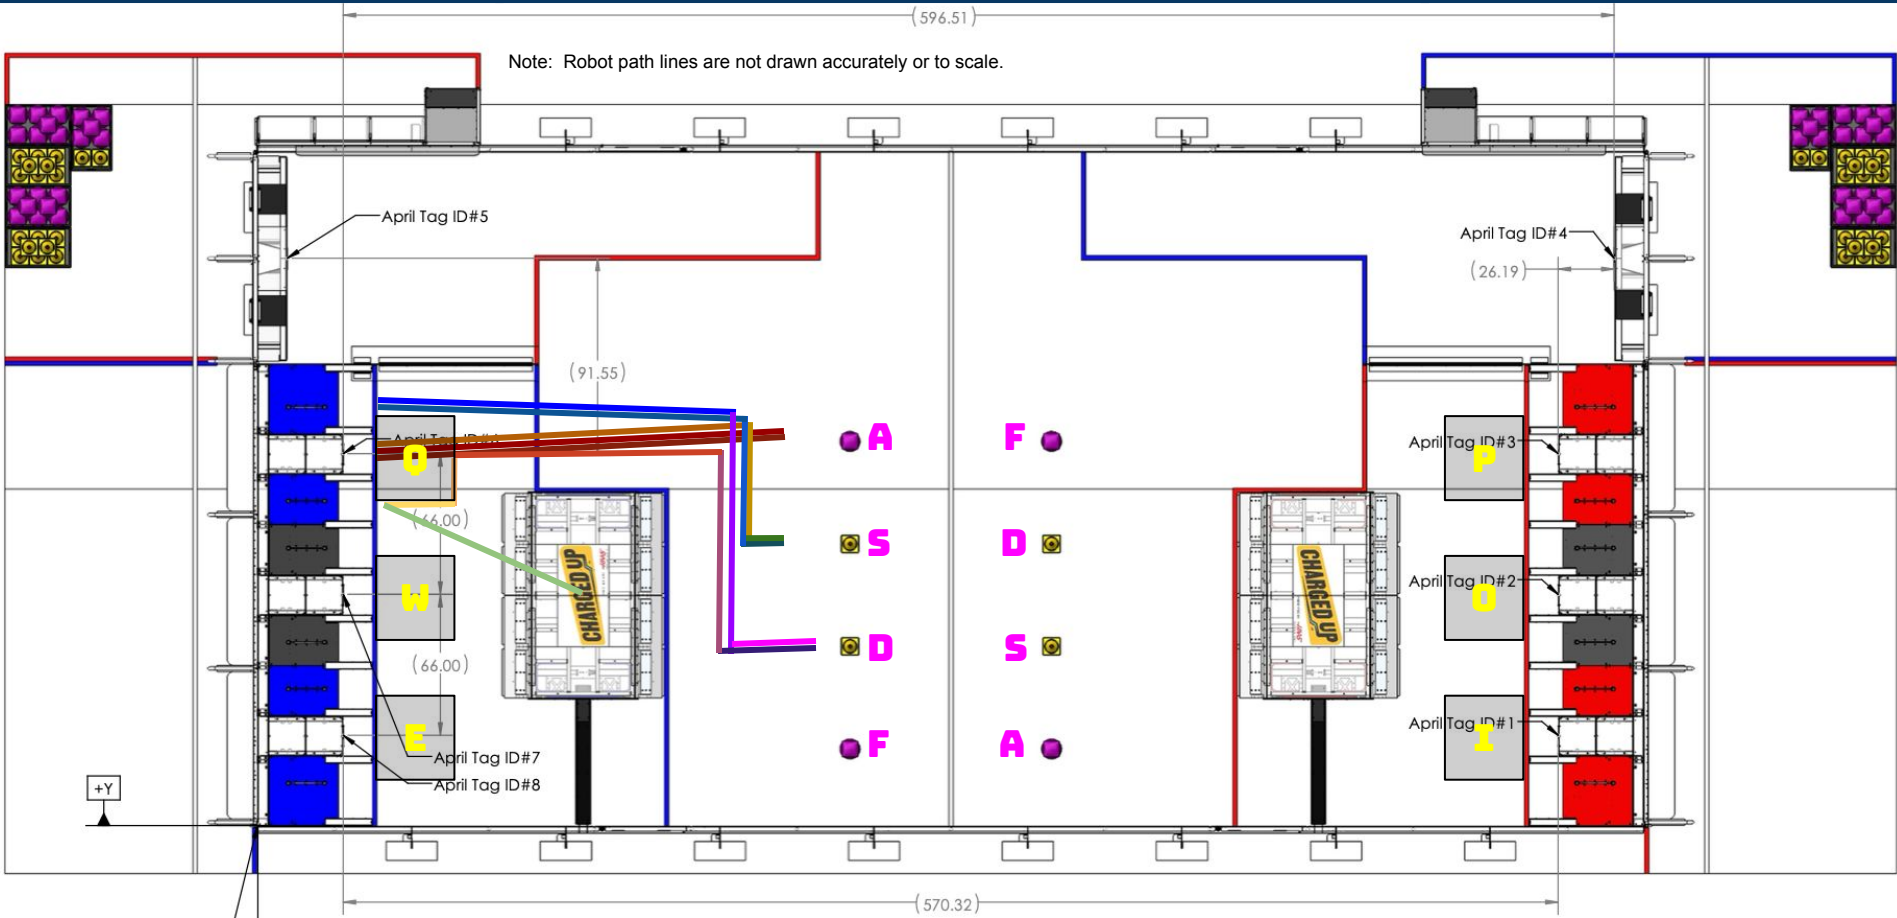 (596.51)
Note:  Robot path lines are not drawn accurately or to scale.
April Tag ID#5
April Tag ID#4
(26.19)
(91.55)
A
F
April Tag ID#3
Q
P
(66.00)
S
D
CHARGED UP
CHARGED UP
April Tag ID#2
W
O
D
S
(66.00)
April Tag ID#1
E
I
F
A
April Tag ID#7
April Tag ID#8
+Y
(570.32)